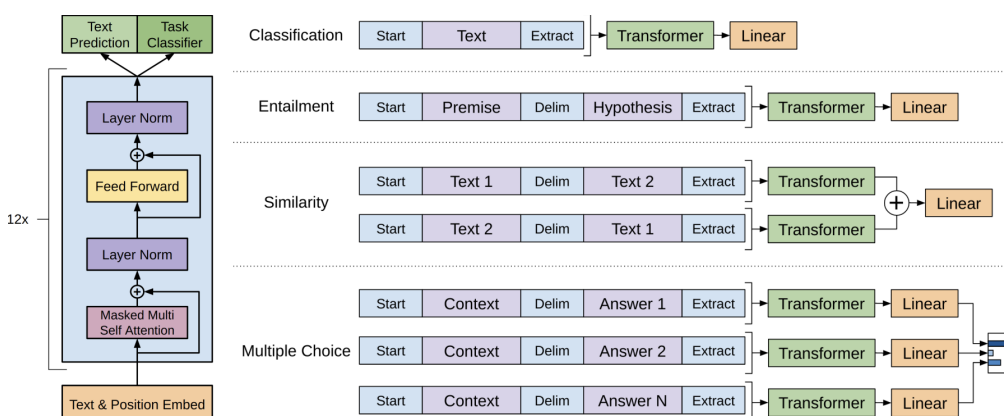 Text
Prediction
Task
Classifier
12x
Layer Norm
Feed Forward
Layer Norm
Masked Multi
Self Attention
Text & Position Embed
Classification
Start
Text
Extract
Transformer
Linear
Entailment
Start
Premise
Delim
Hypothesis
Extract
Transformer
Linear
Similarity
Start
Text 1
Delim
Text 2
Extract
Transformer
Start
Text 2
Delim
Text 1
Extract
Transformer
Linear
Multiple Choice
Start
Context
Delim
Answer 1
Extract
Transformer
Linear
Start
Context
Delim
Answer 2
Extract
Transformer
Linear
Start
Context
Delim
Answer N
Extract
Transformer
Linear